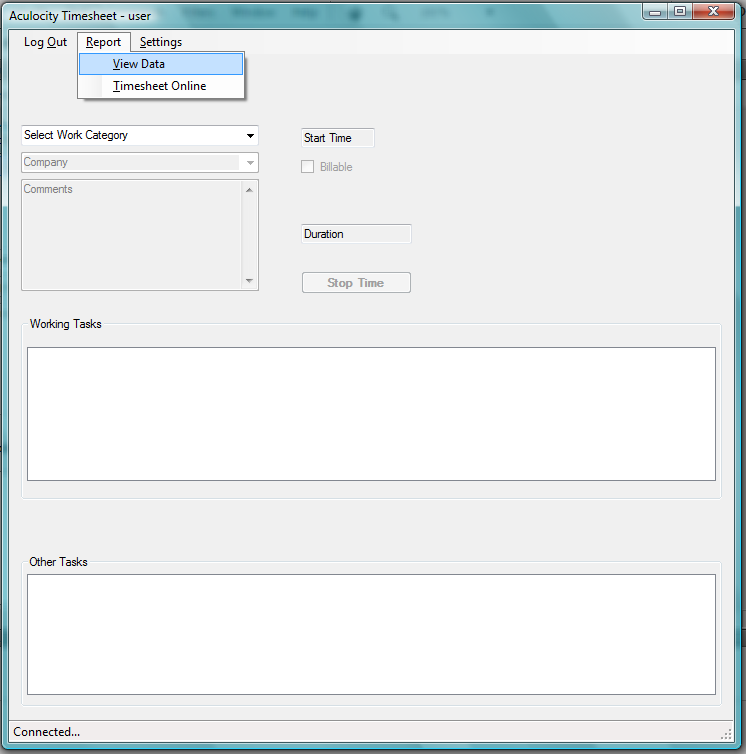 Aculocity Timesheet - user
Log Out Report Settings
View Data
Timesheet Online
Select Work Category
Start Time
Company
Billable
Comments
Duration
Stop Time
Working Tasks
Other Tasks
Connected...